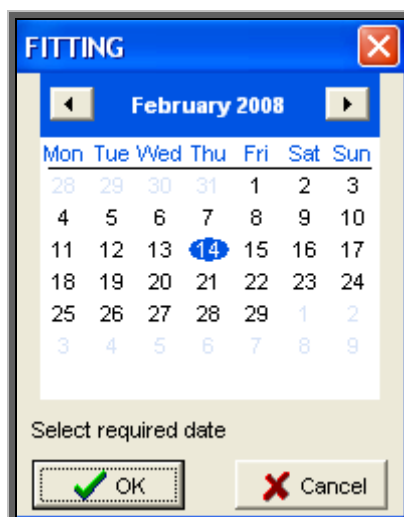 FITTING
February 2008
Mon Tue Wed Thu Fri Sat Sun
28 29 30 31 1 2 3
4 5 6 7 8 9 10
11 12 13 14 15 16 17
18 19 20 21 22 23 24
25 26 27 28 29 1 2
3 4 5 6 7 8 9
Select required date
OK Cancel